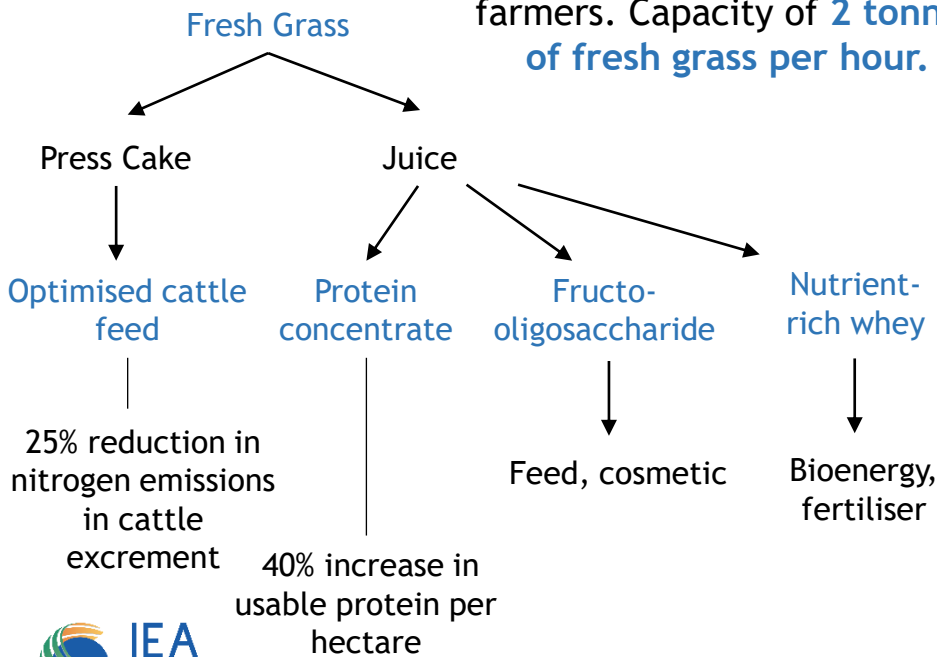 farmers. Capacity of 2 tonn
of fresh grass per hour.
Fresh Grass
Press Cake
Juice
Optimised cattle
feed
Protein
concentrate
Fructo-
oligosaccharide
Nutrient-
rich whey
25% reduction in
nitrogen emissions
in cattle
excrement
40% increase in
usable protein per
hectare
Feed, cosmetic
Bioenergy,
fertiliser
IEA